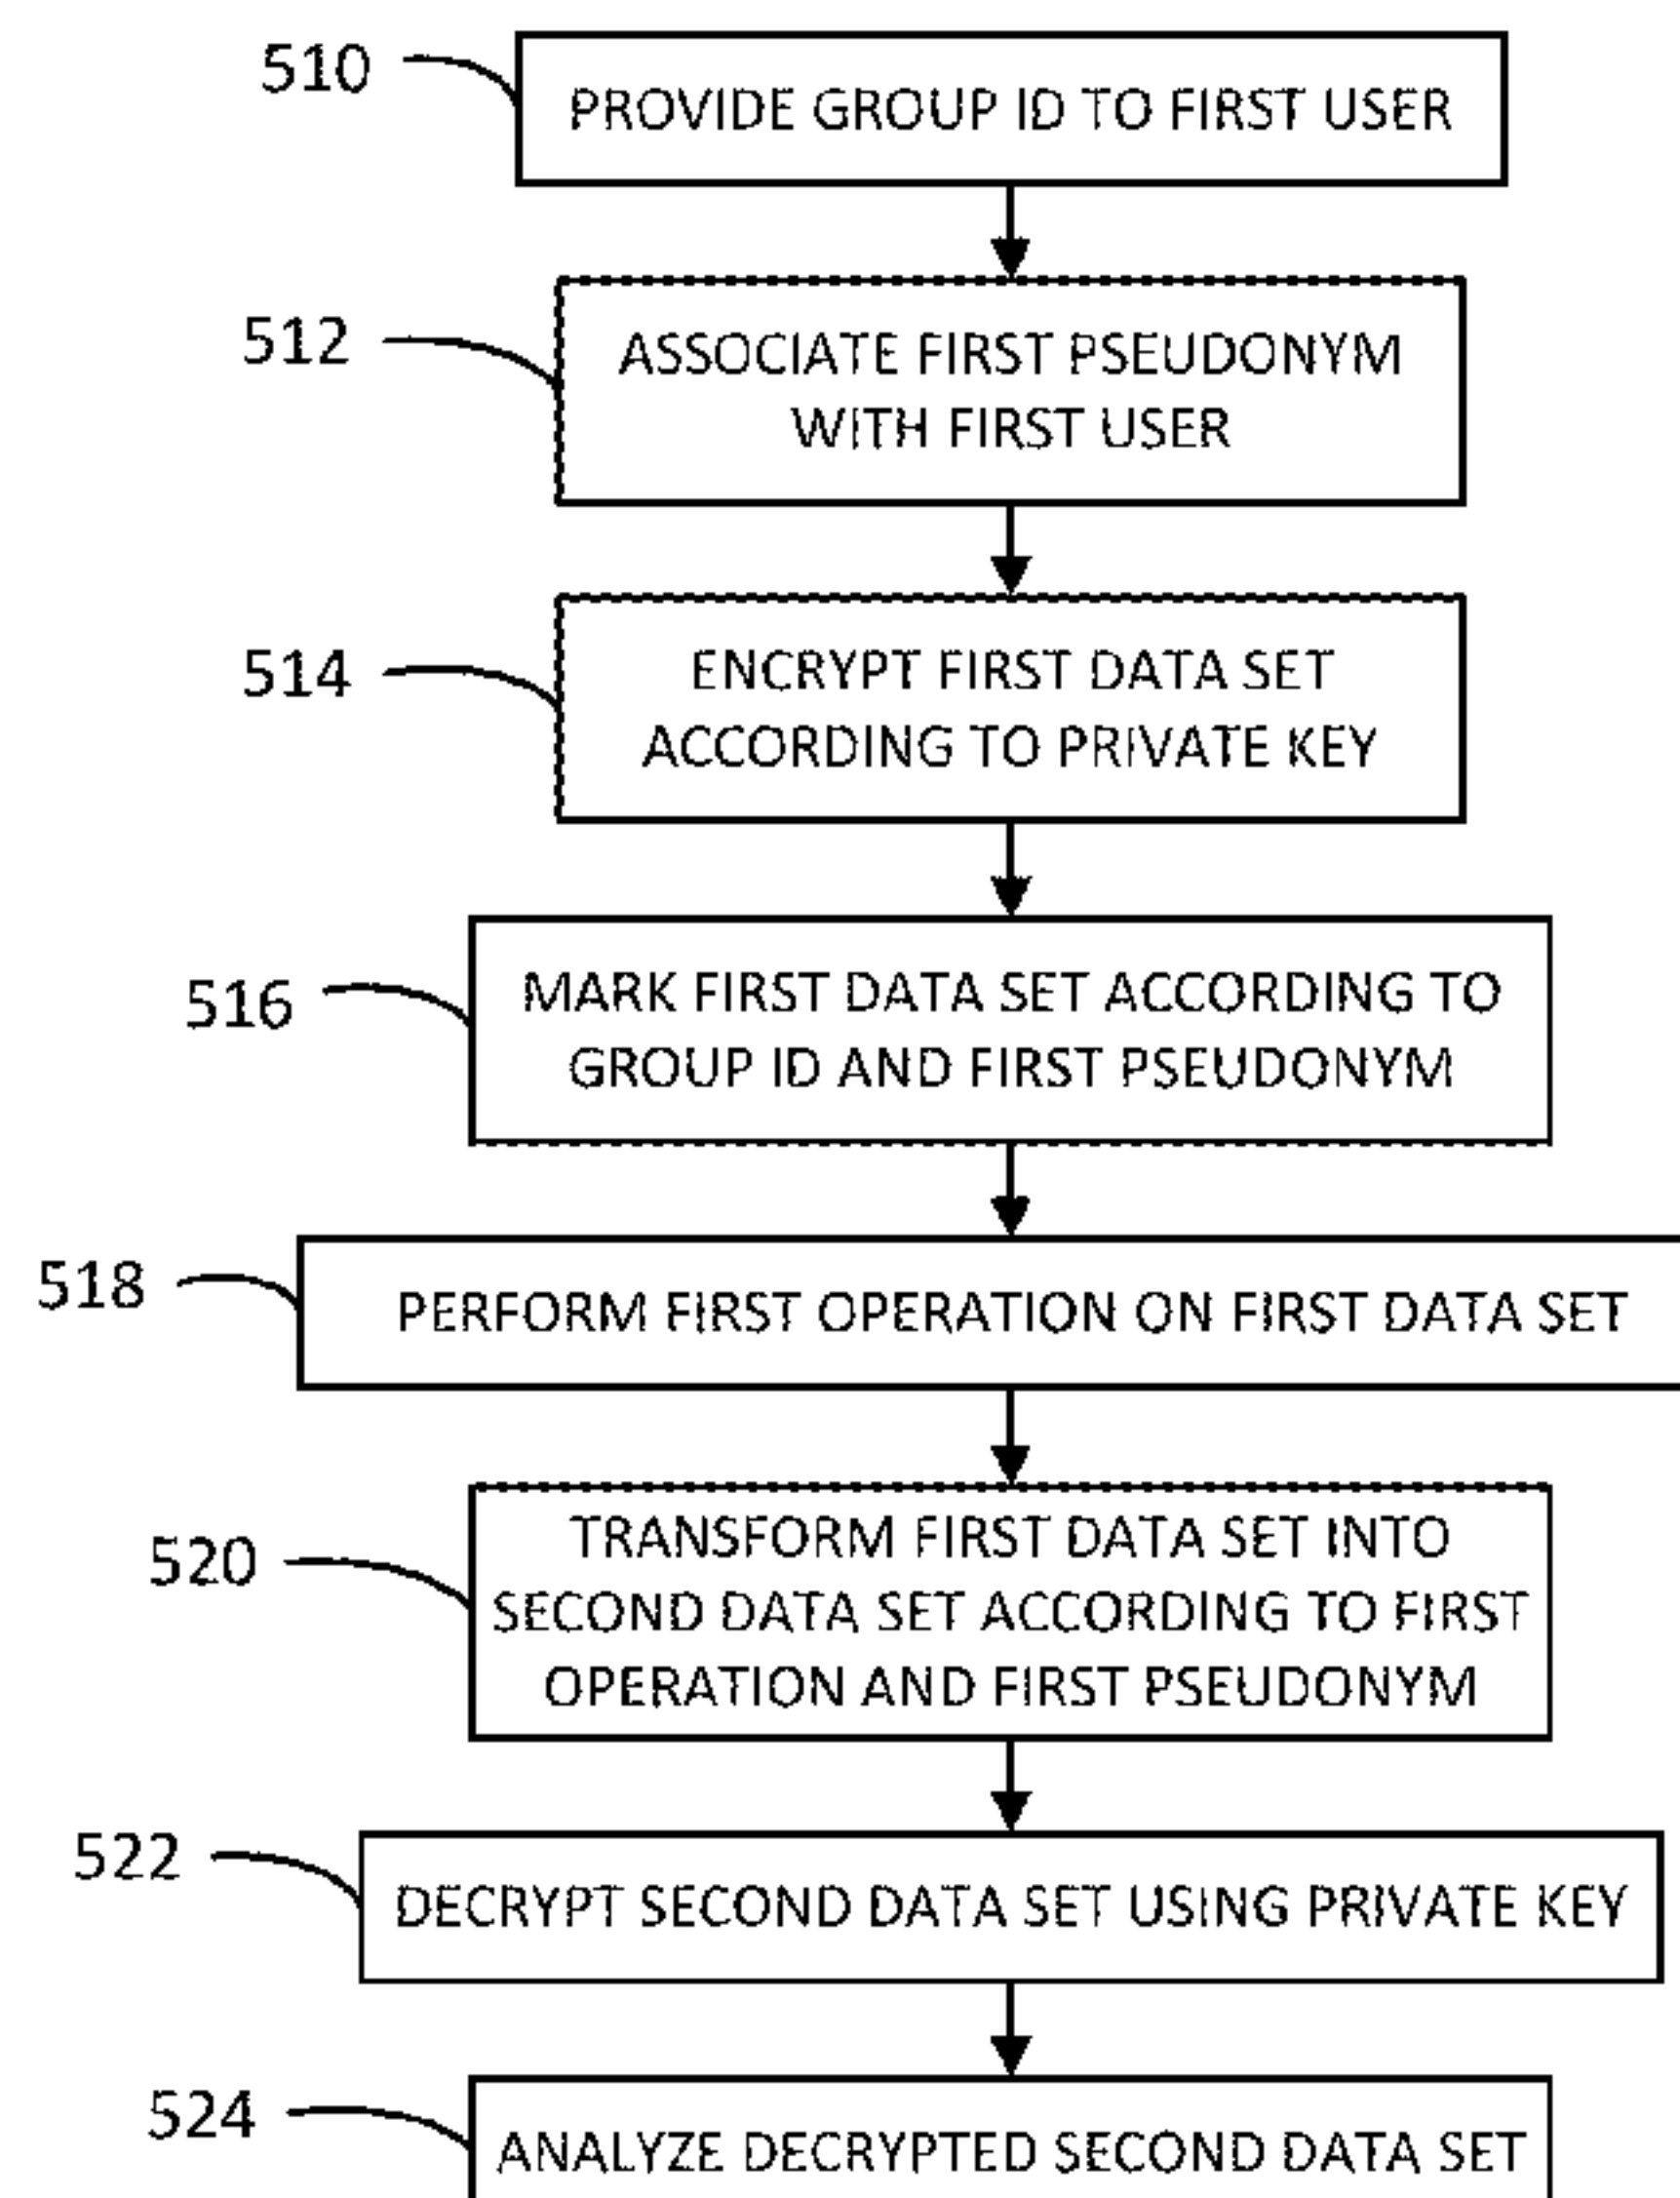 510
PROVIDE GROUP ID TO FIRST USER
512
ASSOCIATE FIRST PSEUDONYM
WITH FIRST USER
514
ENCRYPT FIRST DATA SET
ACCORDING TO PRIVATE KEY
516
MARK FIRST DATA SET ACCORDING TO
GROUP ID AND FIRST PSEUDONYM
518
PERFORM FIRST OPERATION ON FIRST DATA SET
520
TRANSFORM FIRST DATA SET INTO
SECOND DATA SET ACCORDING TO FIRST
OPERATION AND FIRST PSEUDONYM
522
DECRYPT SECOND DATA SET USING PRIVATE KEY
524
ANALYZE DECRYPTED SECOND DATA SET